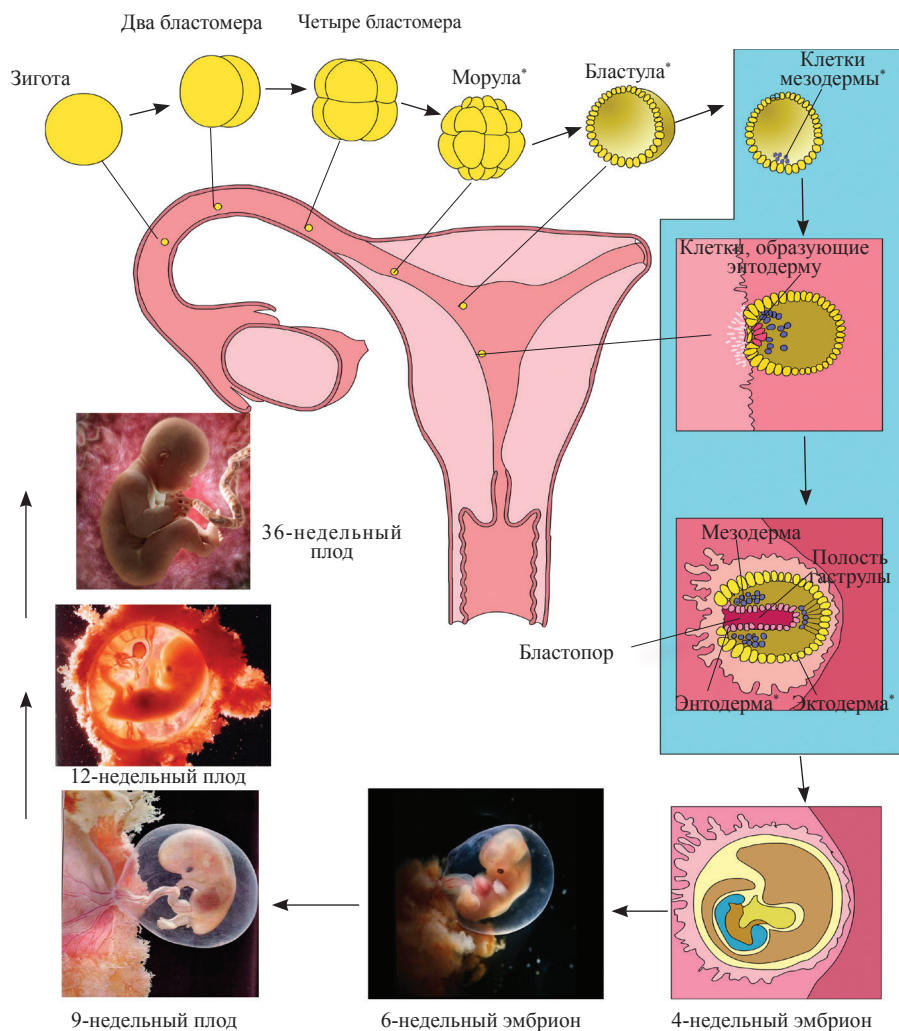 Зигота
Два бластомера
Четыре бластомера
Морула*
Бластула*
Клетки
мезодермы*
Клетки, образующие
энтодерму
Мезодерма
Полость
гаструлы
Бластопор
Энтодерма*
Эктодерма*
36-недельный
плод
12-недельный плод
9-недельный плод
6-недельный эмбрион
4-недельный эмбрион